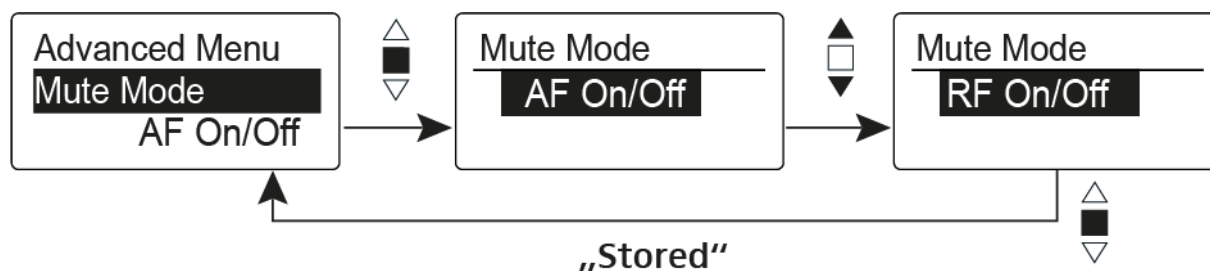 Advanced Menu
Mute Mode
AF On/Off
Mute Mode
AF On/Off
Mute Mode
RF On/Off
„Stored“